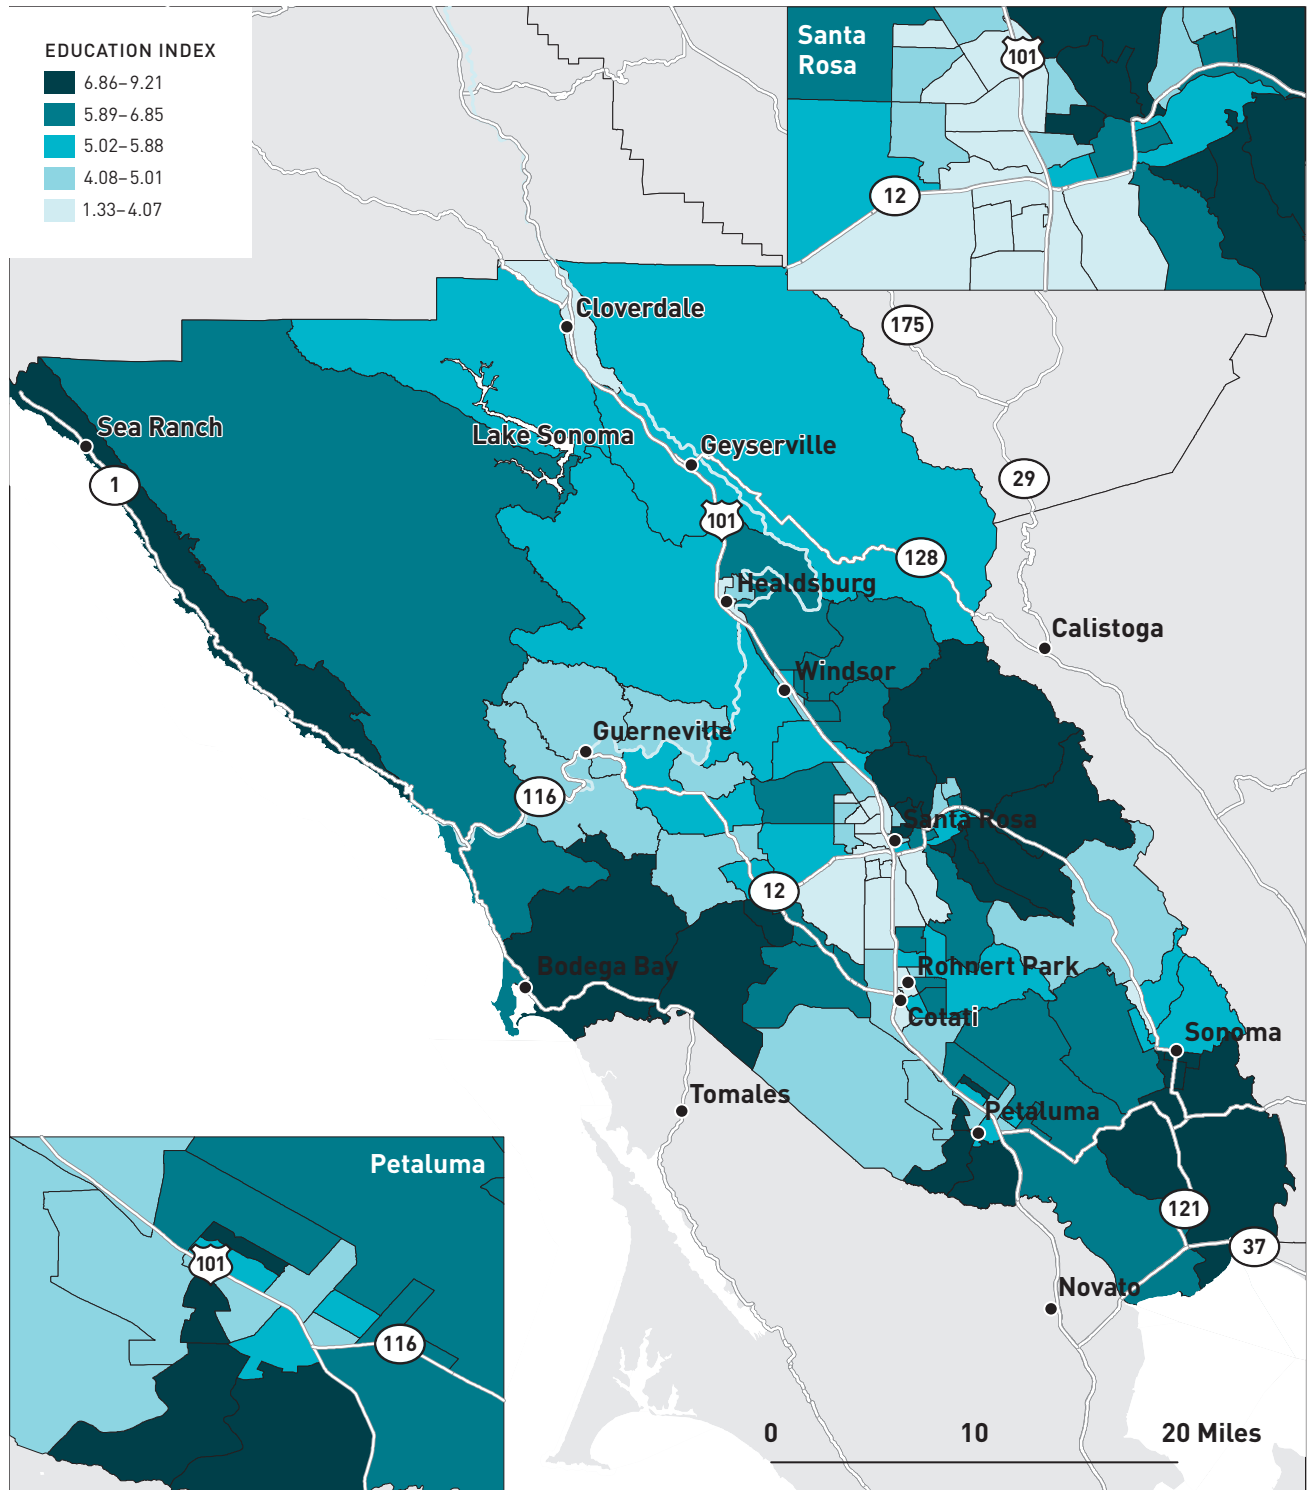 EDUCATION INDEX
6.86–9.21
5.89–6.85
5.02–5.88
4.08–5.01
1.33–4.07
Santa
Rosa
101
12
Cloverdale
175
Sea Ranch
Lake Sonoma
Geyserville
1
29
101
128
Healdsburg
Calistoga
Windsor
Guerneville
116
Santa Rosa
12
Bodega Bay
Rohnert Park
Cotati
Sonoma
Tomales
Petaluma
Petaluma
121
101
37
Novato
116
0
10
20 Miles